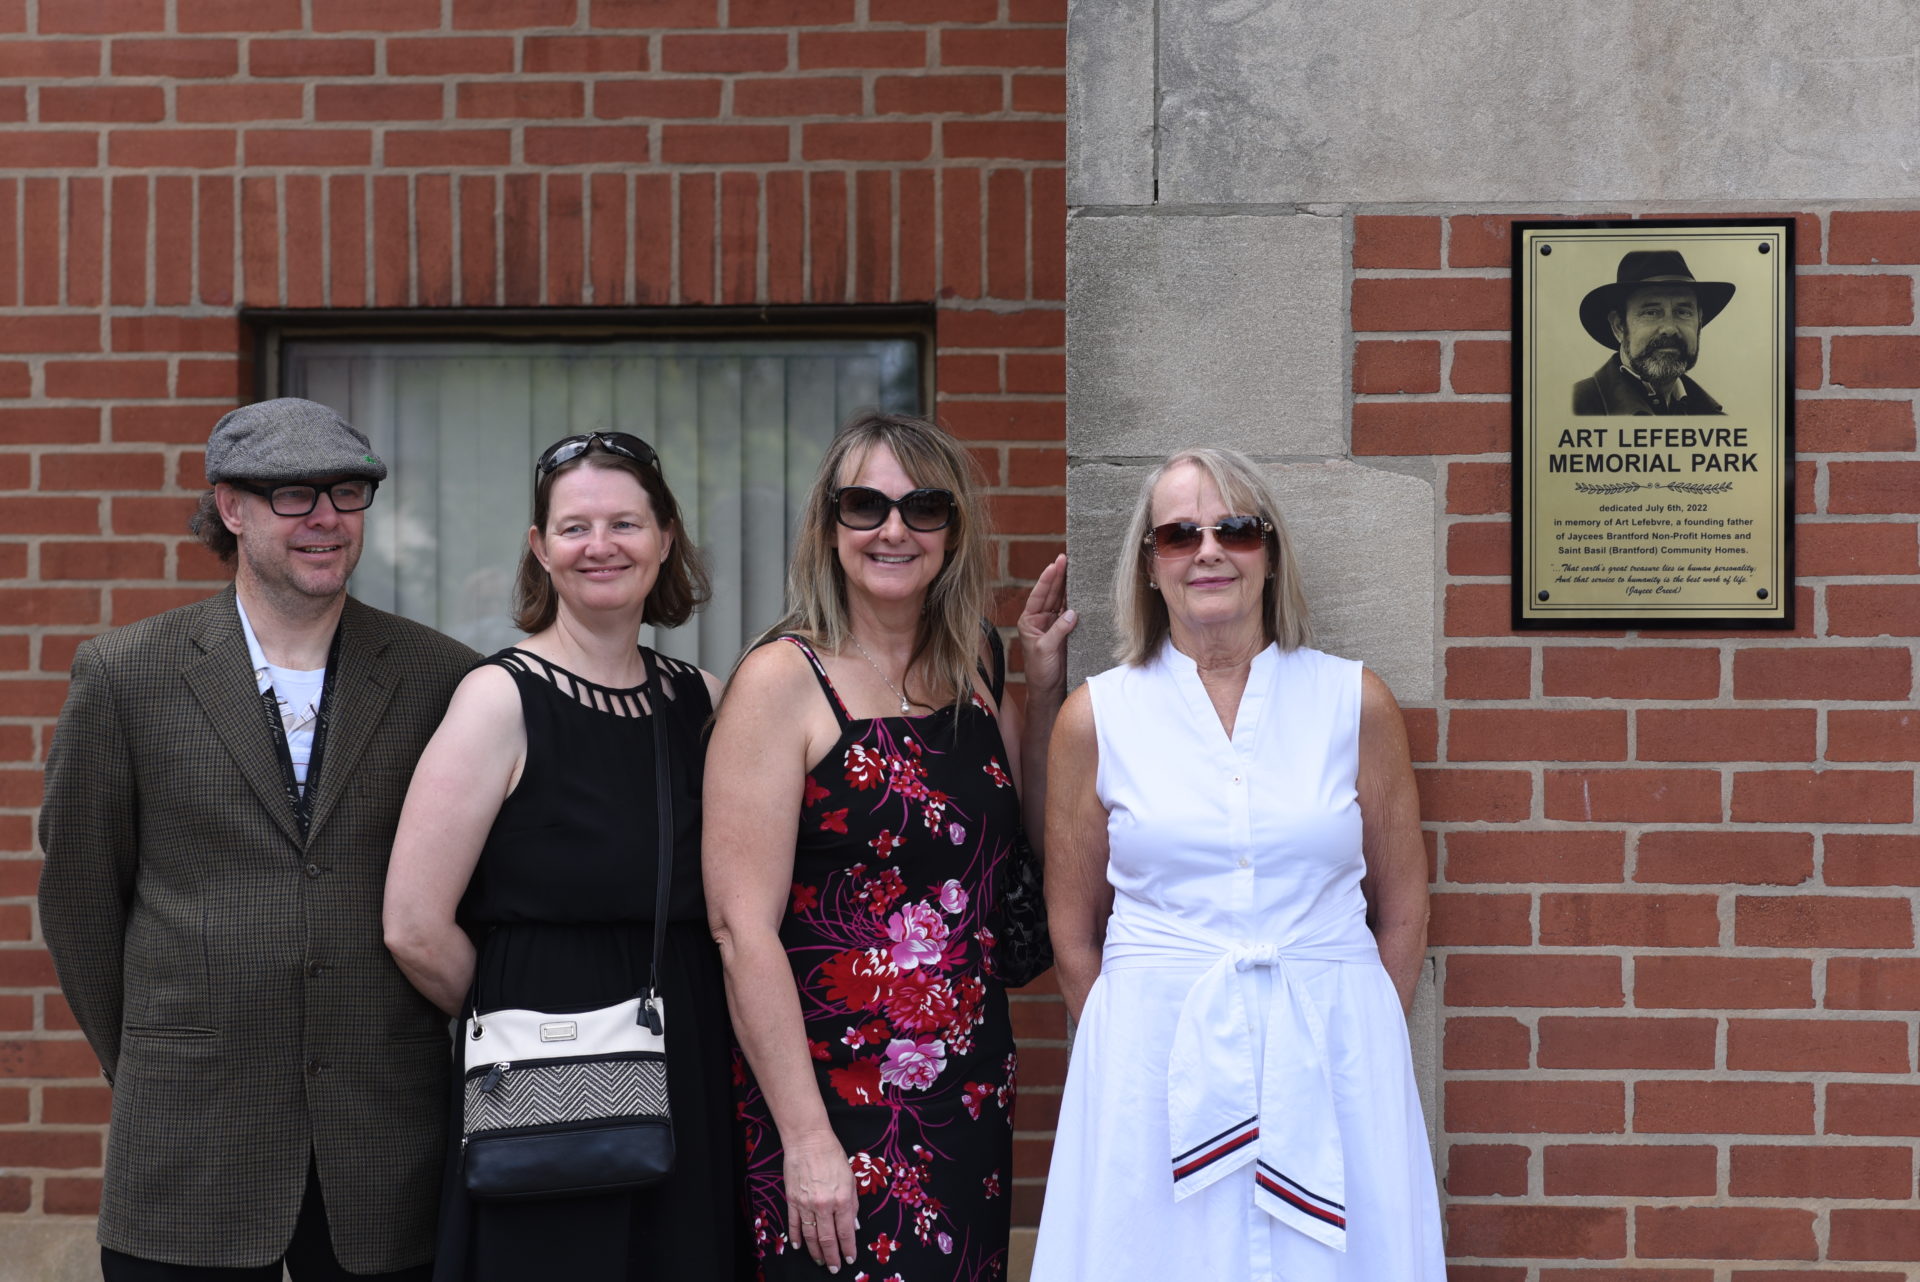 ART LEFEBVRE
MEMORIAL PARK
dedicated July 6th, 2022
in memory of Art Lefebvre, a founding father
of Jaycees Brantford Non-Profit Homes and
Saint Basil (Brantford) Community Homes.
"...That earth's great treasure lies in human personality;
And that service to humanity is the best work of life."
(Jaycee Creed)